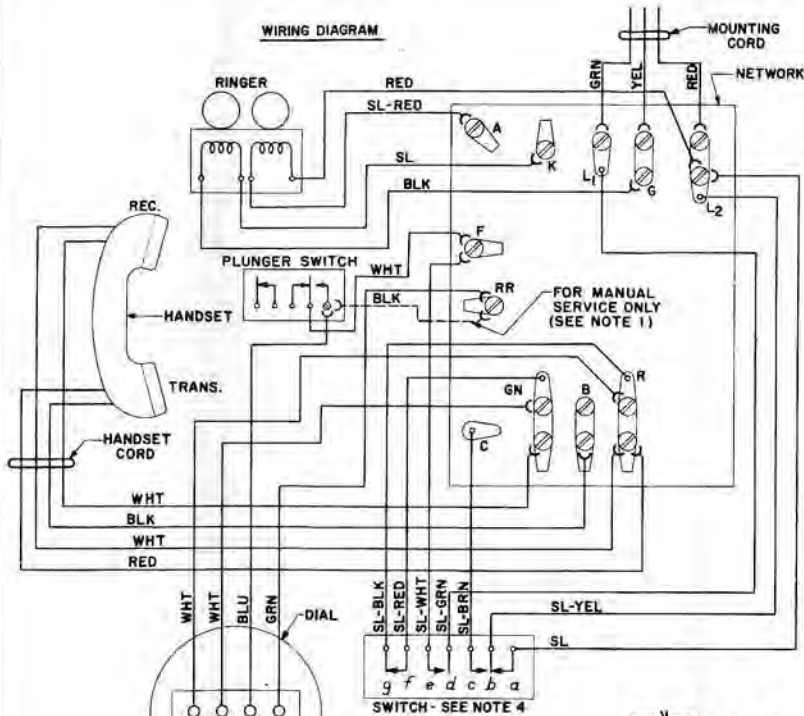 WIRING DIAGRAM
MOUNTING
CORD
NETWORK
RINGER
RED
GRN
YEL
RED
SL-RED
A
SL
K
BLK
L1
G
L2
REC.
F
PLUNGER SWITCH
WHT
BLK
RR
FOR MANUAL
SERVICE ONLY
(SEE NOTE 1)
HANDSET
TRANS.
GN
B
R
C
HANDSET
CORD
WHT
BLK
WHT
RED
WHT
WHT
BLU
GRN
DIAL
SL-BLK
SL-RED
SL-WHT
SL-GRN
SL-BRN
SL-YEL
SL
g f e d c b a
SWITCH - SEE NOTE 4